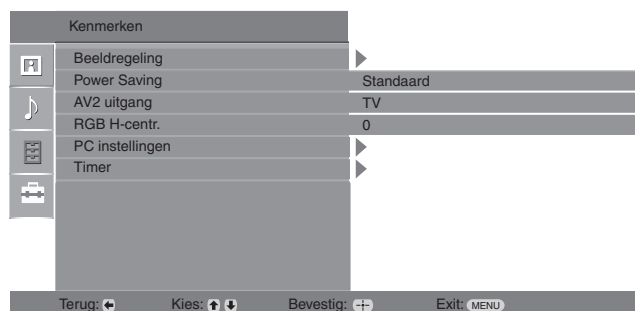 Kenmerken
Beeldregeling
Power Saving Standaard
AV2 uitgang TV
RGB H-centr. 0
PC instellingen
Timer
Terug: Kies: Bevestig: Exit: MENU